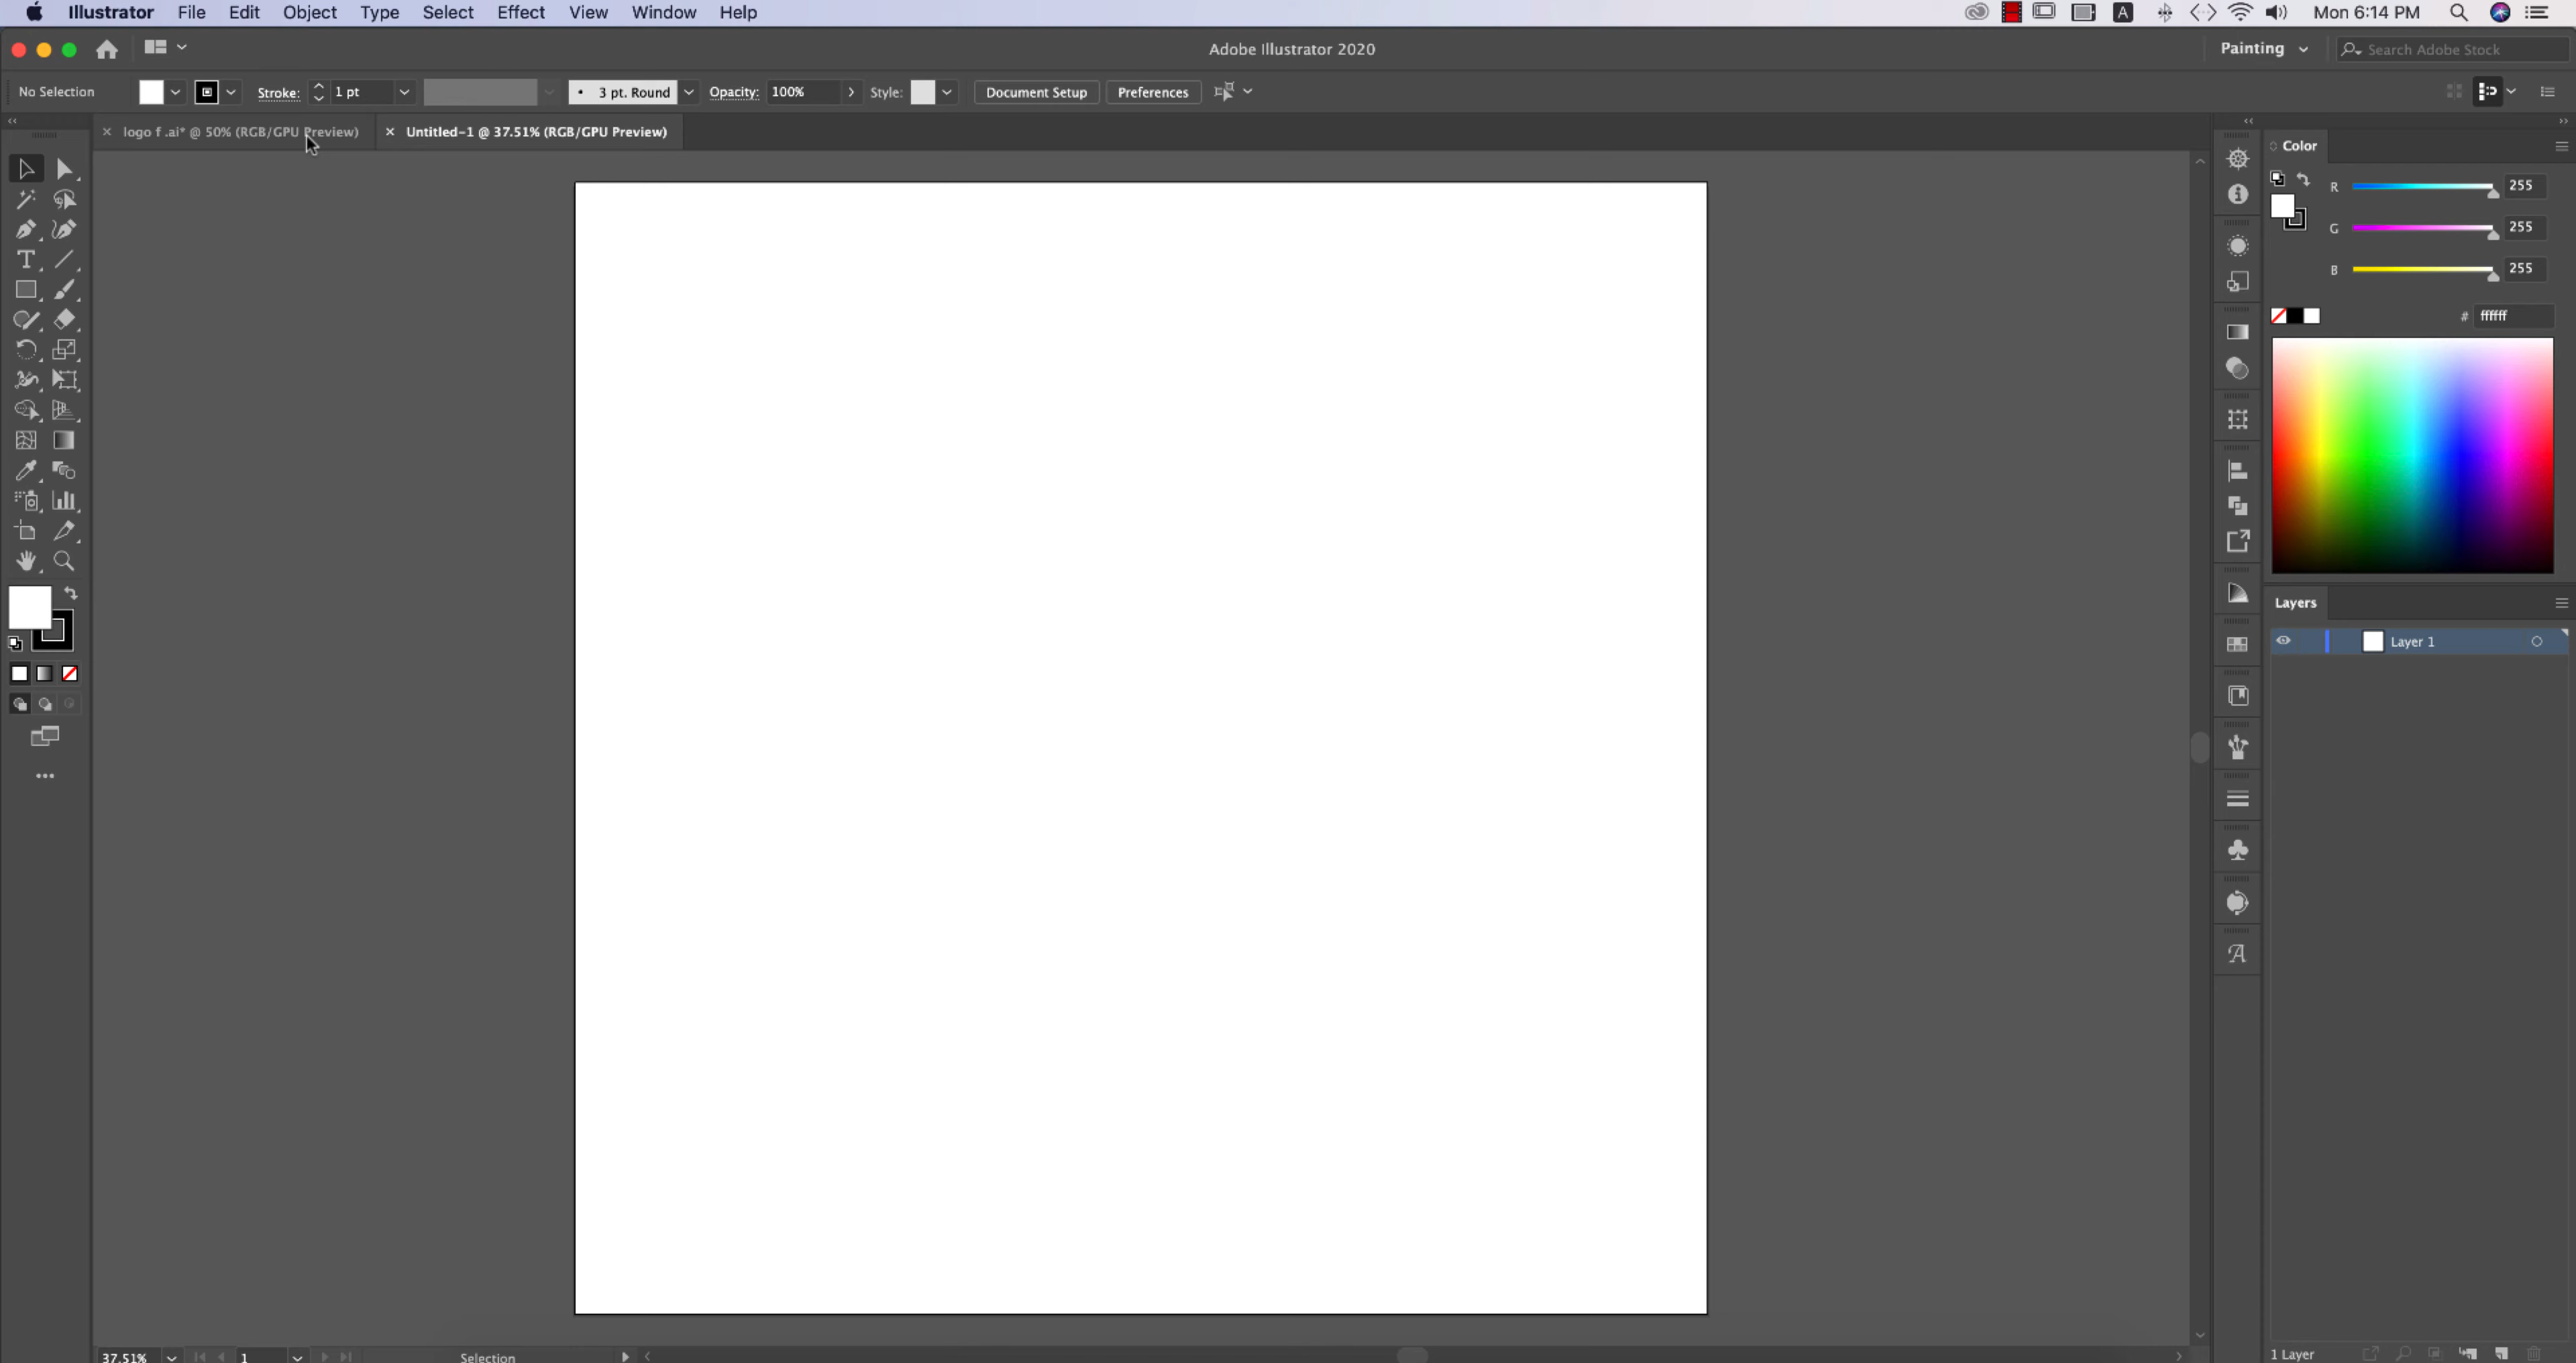 Illustrator File Edit Object Type Select Effect View Window Help A Mon 6:14 PM
Adobe Illustrator 2020 Painting Search Adobe Stock
No Selection Stroke: 1 pt 3 pt. Round Opacity: 100% Style: Document Setup Preferences
logo f .ai* @ 50% (RGB/GPU Preview) Untitled-1 @ 37.51% (RGB/GPU Preview)
Color
R 255
G 255
B 255
# ffffff
Layers
Layer 1
37.51% 1 Selection 1 Layer